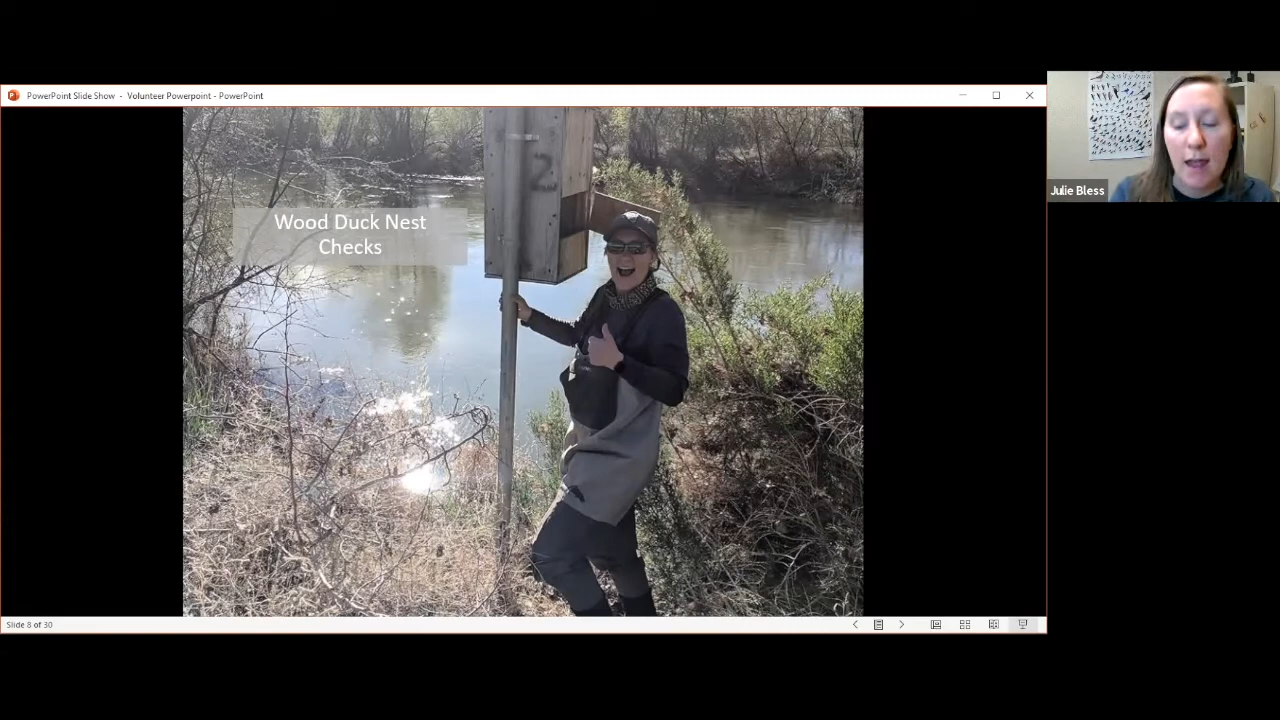 PowerPoint Slide Show - Volunteer Powerpoint - PowerPoint
Julie Bless
2
Wood Duck Nest
Checks
Slide 8 of 30